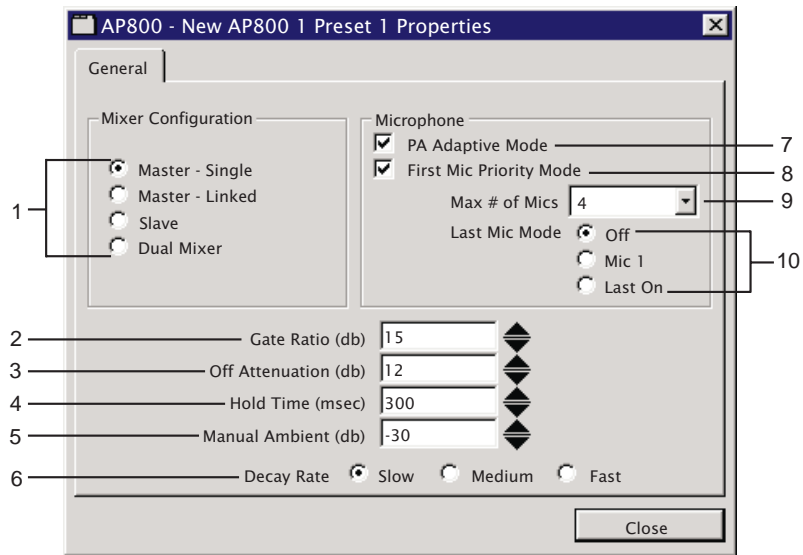 AP800 - New AP800 1 Preset 1 Properties
General
Mixer Configuration
1
Master - Single
Master - Linked
Slave
Dual Mixer
Microphone
PA Adaptive Mode 7
First Mic Priority Mode 8
Max # of Mics 4 9
Last Mic Mode Off
Mic 1
Last On
10
2 Gate Ratio (db) 15
3 Off Attenuation (db) 12
4 Hold Time (msec) 300
5 Manual Ambient (db) -30
6 Decay Rate Slow Medium Fast
Close